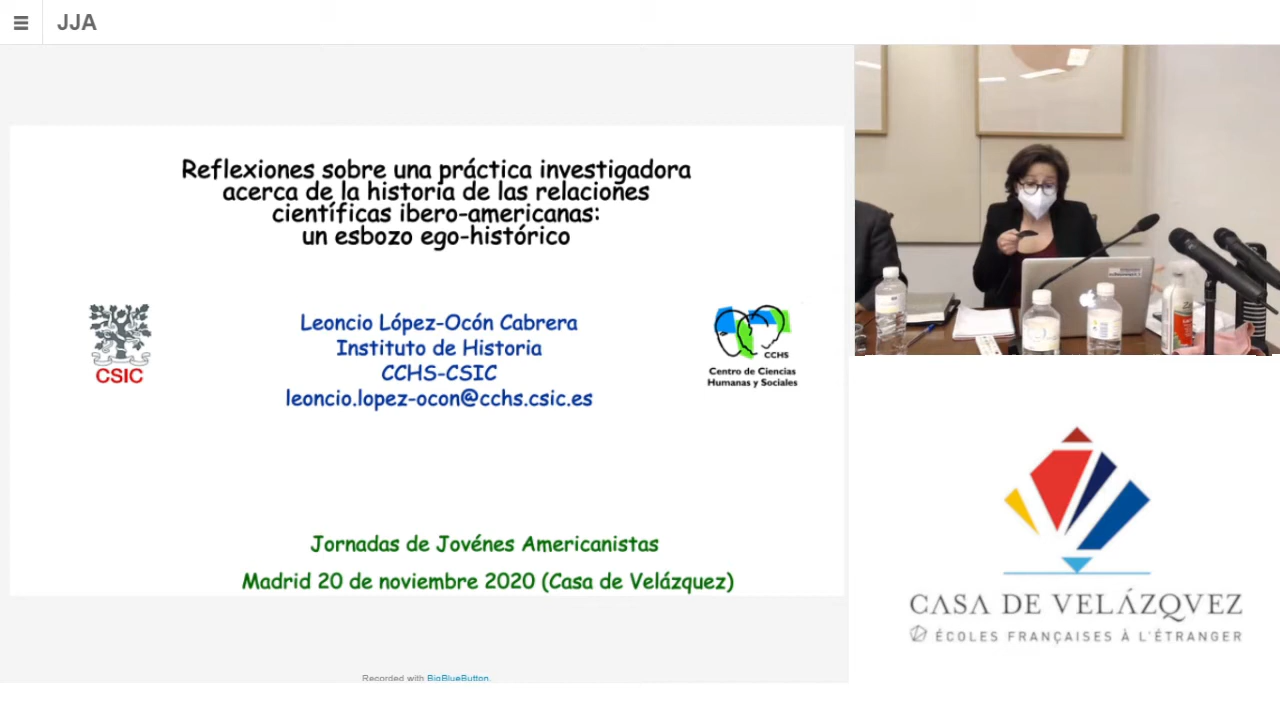 JJA
Reflexiones sobre una práctica investigadora
acerca de la historia de las relaciones
científicas ibero-americanas:
un esbozo ego-histórico
CSIC
Leoncio López-Ocón Cabrera
Instituto de Historia
CCHS-CSIC
leoncio.lopez-ocon@cchs.csic.es
CCHS
Centro de Ciencias
Humanas y Sociales
Jornadas de Jovénes Americanistas
Madrid 20 de noviembre 2020 (Casa de Velázquez)
Recorded with BigBlueButton.
CASA DE VELÁZQVEZ
ÉCOLES FRANÇAISES À L'ÉTRANGER